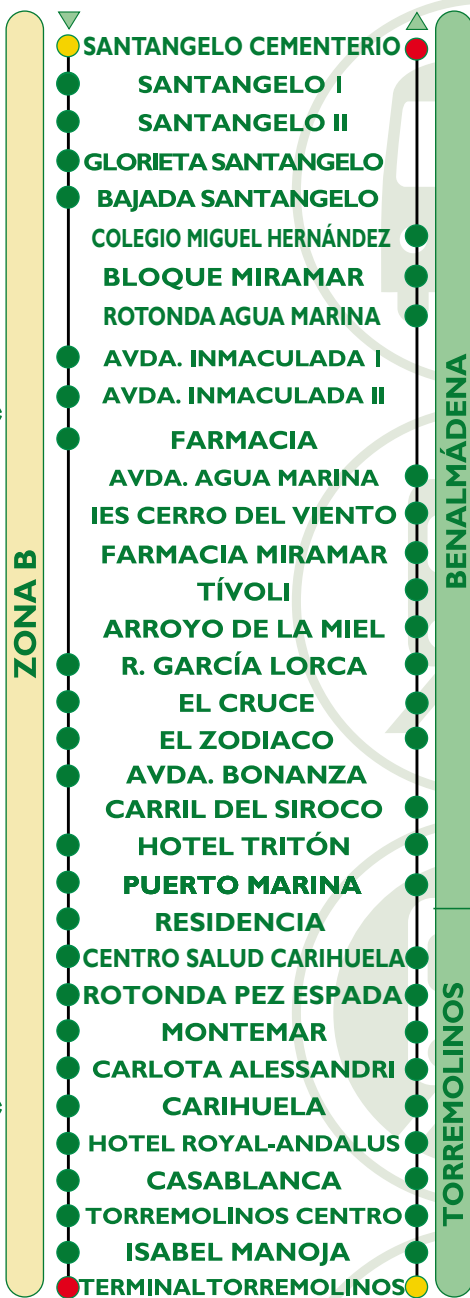 SANTANGELO CEMENTERIO
SANTANGELO I
SANTANGELO II
GLORIETA SANTANGELO
BAJADA SANTANGELO
COLEGIO MIGUEL HERNÁNDEZ
BLOQUE MIRAMAR
ROTONDA AGUA MARINA
AVDA. INMACULADA I
AVDA. INMACULADA II
FARMACIA
AVDA. AGUA MARINA
IES CERRO DEL VIENTO
FARMACIA MIRAMAR
TÍVOLI
ARROYO DE LA MIEL
R. GARCÍA LORCA
EL CRUCE
EL ZODIACO
AVDA. BONANZA
CARRIL DEL SIROCO
HOTEL TRITÓN
PUERTO MARINA
RESIDENCIA
CENTRO SALUD CARIHUELA
ROTONDA PEZ ESPADA
MONTEMAR
CARLOTA ALESSANDRI
CARIHUELA
HOTEL ROYAL-ANDALUS
CASABLANCA
TORREMOLINOS CENTRO
ISABEL MANOJA
TERMINAL TORREMOLINOS
ZONA B
BENALMÁDENA
TORREMOLINOS